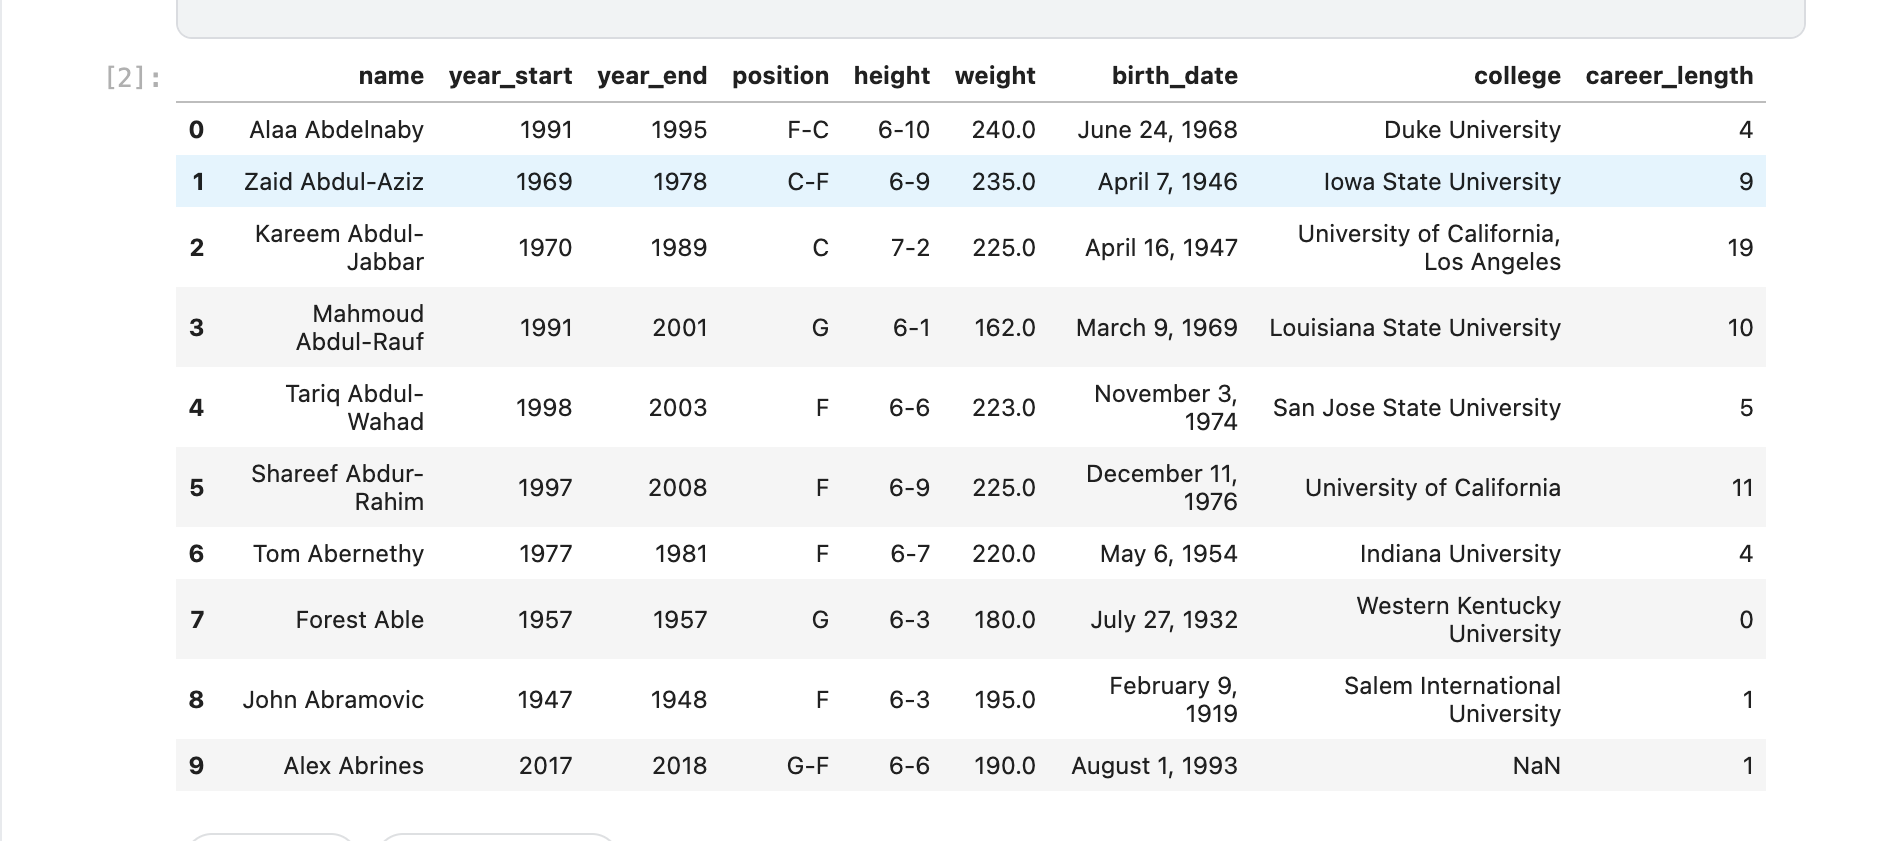 [2]:
name year_start year_end position height weight birth_date college career_length
0 Alaa Abdelnaby 1991 1995 F-C 6-10 240.0 June 24, 1968 Duke University 4
1 Zaid Abdul-Aziz 1969 1978 C-F 6-9 235.0 April 7, 1946 Iowa State University 9
Kareem Abdul- University of California,
2 1970 1989 C 7-2 225.0 April 16, 1947 19
Jabbar Los Angeles
Mahmoud
3 1991 2001 G 6-1 162.0 March 9, 1969 Louisiana State University 10
Abdul-Rauf
Tariq Abdul- November 3,
4 1998 2003 F 6-6 223.0 San Jose State University 5
Wahad 1974
Shareef Abdur- December 11,
5 1997 2008 F 6-9 225.0 University of California 11
Rahim 1976
6 Tom Abernethy 1977 1981 F 6-7 220.0 May 6, 1954 Indiana University 4
Western Kentucky
7 Forest Able 1957 1957 G 6-3 180.0 July 27, 1932 0
University
February 9, Salem International
8 John Abramovic 1947 1948 F 6-3 195.0 1
1919 University
9 Alex Abrines 2017 2018 G-F 6-6 190.0 August 1, 1993 NaN 1